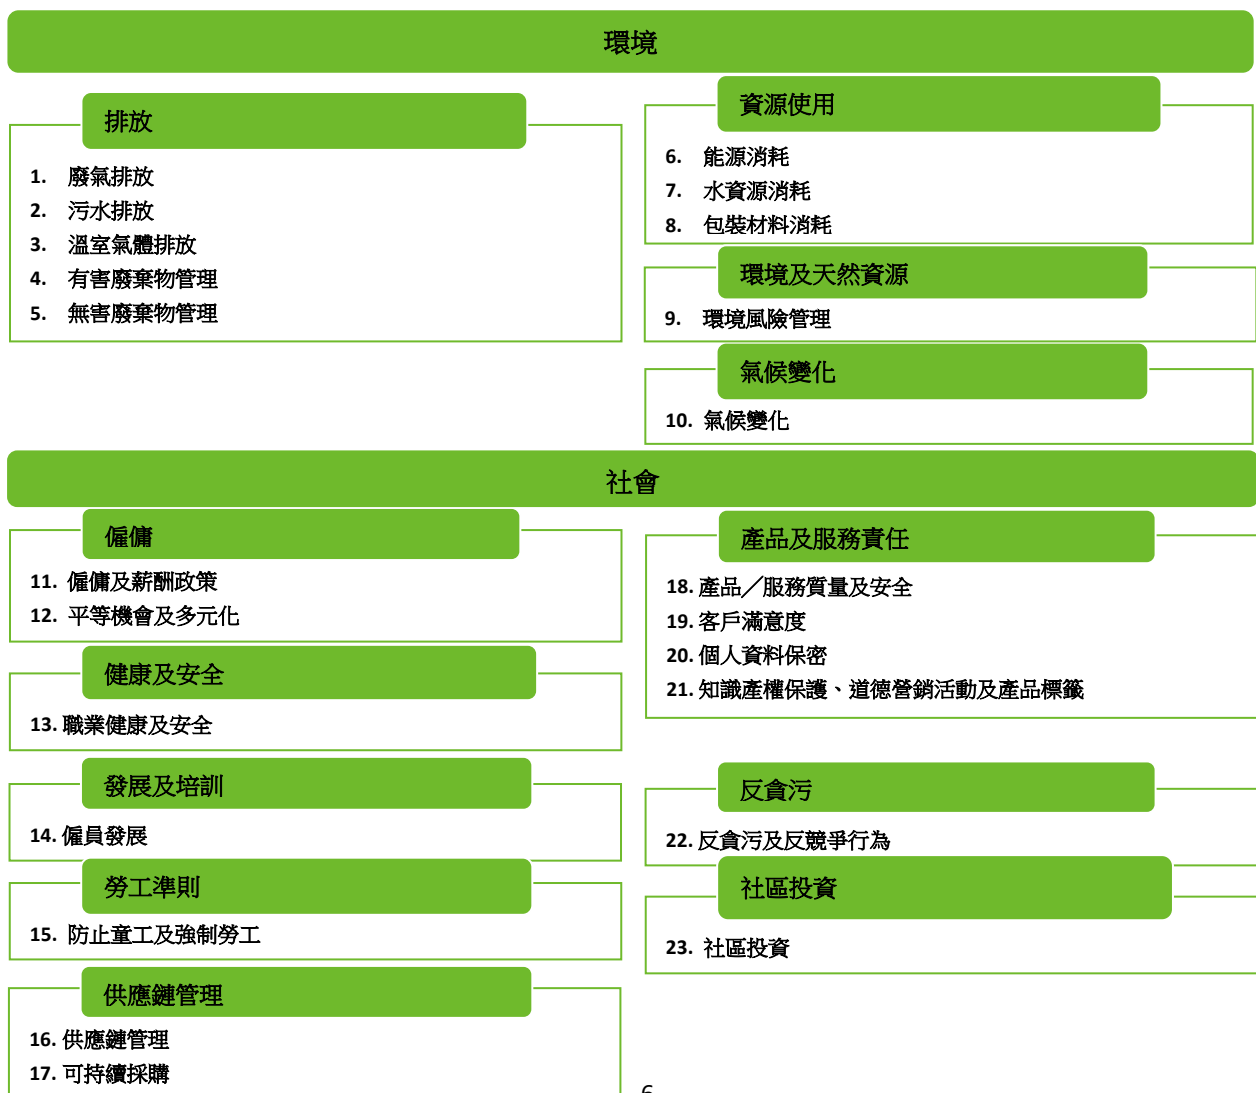 環境
排放
1. 廢氣排放
2. 污水排放
3. 溫室氣體排放
4. 有害廢棄物管理
5. 無害廢棄物管理
資源使用
6. 能源消耗
7. 水資源消耗
8. 包裝材料消耗
環境及天然資源
9. 環境風險管理
氣候變化
10. 氣候變化
社會
僱傭
11. 僱傭及薪酬政策
12. 平等機會及多元化
健康及安全
13. 職業健康及安全
發展及培訓
14. 僱員發展
勞工準則
15. 防止童工及強制勞工
供應鏈管理
16. 供應鏈管理
17. 可持續採購
產品及服務責任
18. 產品／服務質量及安全
19. 客戶滿意度
20. 個人資料保密
21. 知識產權保護、道德營銷活動及產品標籤
反貪污
22. 反貪污及反競爭行為
社區投資
23. 社區投資
6